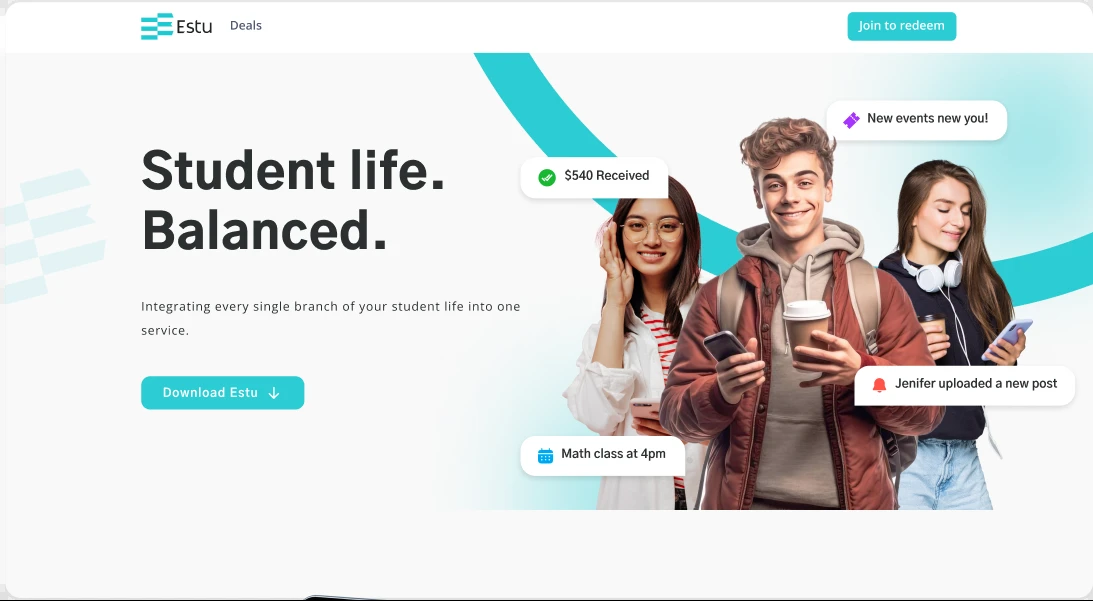 Estu
Deals
Join to redeem
New events new you!
Student life.
Balanced.
$540 Received
Integrating every single branch of your student life into one
service.
Download Estu
Jenifer uploaded a new post
Math class at 4pm